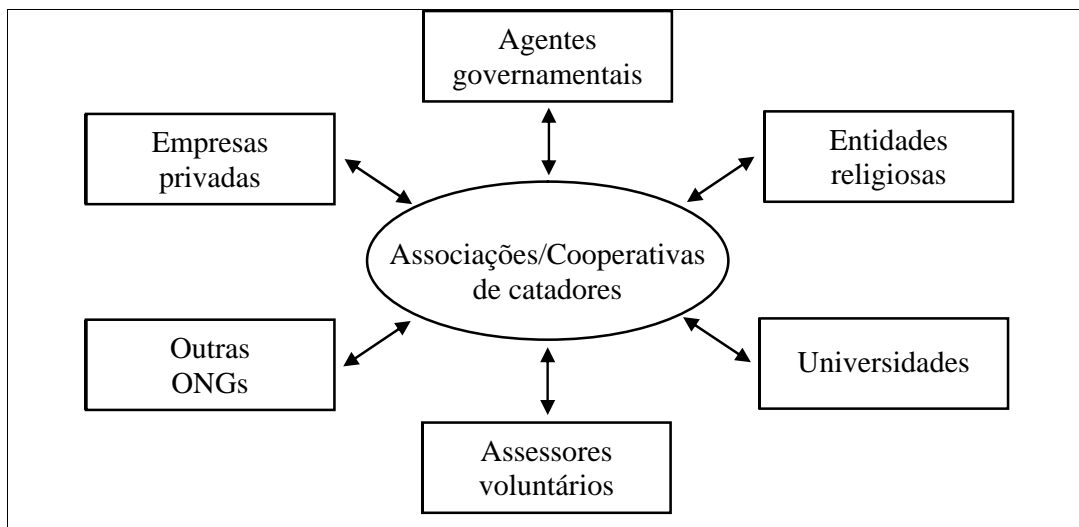 Agentes
governamentais
Empresas
privadas
Entidades
religiosas
Associações/Cooperativas
de catadores
Outras
ONGs
Universidades
Assessores
voluntários